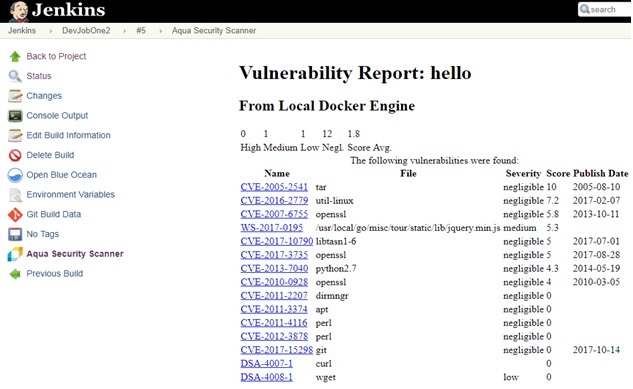 Jenkins
search
Jenkins › DevJobOne2 › #5 › Aqua Security Scanner
Back to Project
Status
Changes
Console Output
Edit Build Information
Delete Build
Open Blue Ocean
Environment Variables
Git Build Data
No Tags
Aqua Security Scanner
Previous Build
Vulnerability Report: hello
From Local Docker Engine
0 1 1 12 1.8
High Medium Low Negl. Score Avg.
The following vulnerabilities were found:
Name File Severity Score Publish Date
CVE-2005-2541 tar negligible 10 2005-08-10
CVE-2016-2779 util-linux negligible 7.2 2017-02-07
CVE-2007-6755 openssl negligible 5.8 2013-10-11
WS-2017-0195 /usr/local/go/misc/tour/static/lib/jquery.min.js medium 5.3
CVE-2017-10790 libtasn1-6 negligible 5 2017-07-01
CVE-2017-3735 openssl negligible 5 2017-08-28
CVE-2013-7040 python2.7 negligible 4.3 2014-05-19
CVE-2010-0928 openssl negligible 4 2010-03-05
CVE-2011-2207 dirmngr negligible 0
CVE-2011-3374 apt negligible 0
CVE-2011-4116 perl negligible 0
CVE-2012-3878 perl negligible 0
CVE-2017-15298 git negligible 0 2017-10-14
DSA-4007-1 curl 0
DSA-4008-1 wget low 0